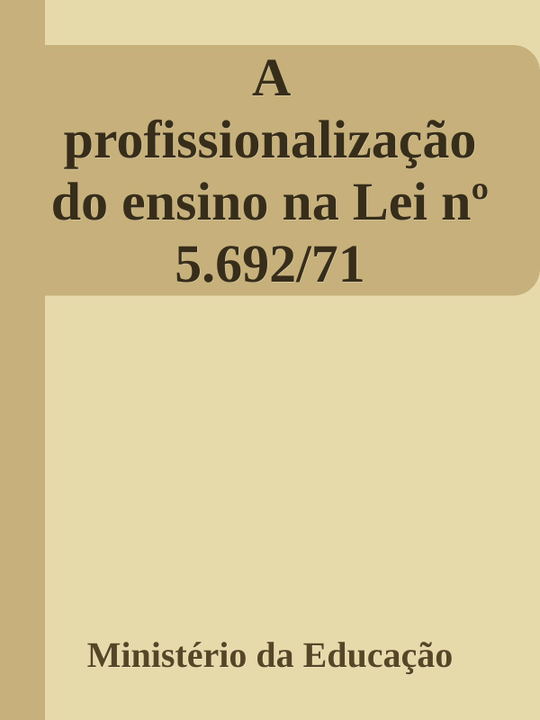 A
profissionalização
do ensino na Lei nº
5.692/71
Ministério da Educação